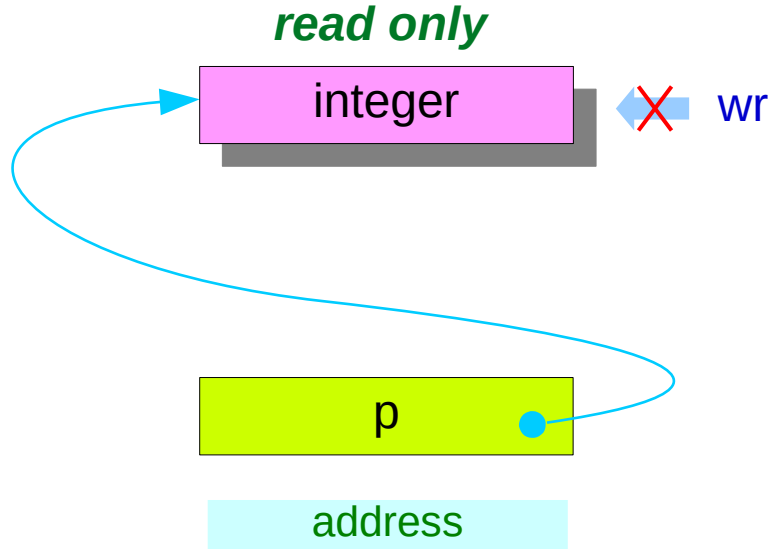 read only
integer
wr
p
address